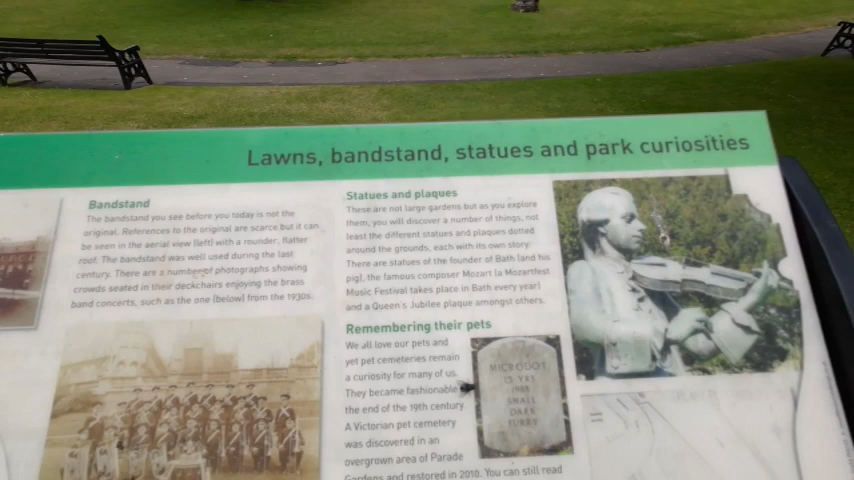 Lawns, bandstand, statues and park curiosities
Bandstand
The bandstand you see before you today is not the
original. References to the original are scarce but it can
be seen in the aerial view (left) with a rounder, flatter
roof. The bandstand was well used during the last
century. There are a number of photographs showing
crowds seated in their deckchairs enjoying the brass
band concerts, such as the one (below) from the 1930s.
Statues and plaques
These are not large gardens but as you explore
them, you will discover a number of things, not
least the different statues and plaques dotted
around the grounds, each with its own story.
There are statues of the founder of Bath (and his
pig), the famous composer Mozart (a Mozartfest
Music Festival takes place in Bath every year)
and a Queen's Jubilee plaque amongst others.
Remembering their pets
We all love our pets and
yet pet cemeteries remain
a curiosity for many of us.
They became fashionable
the end of the 19th century
A Victorian pet cemetery
was discovered in an
overgrown area of Parade
Gardens and restored in 2010. You can still read
MICRODOT
15 YRS
SMALL
DARK
FURRY